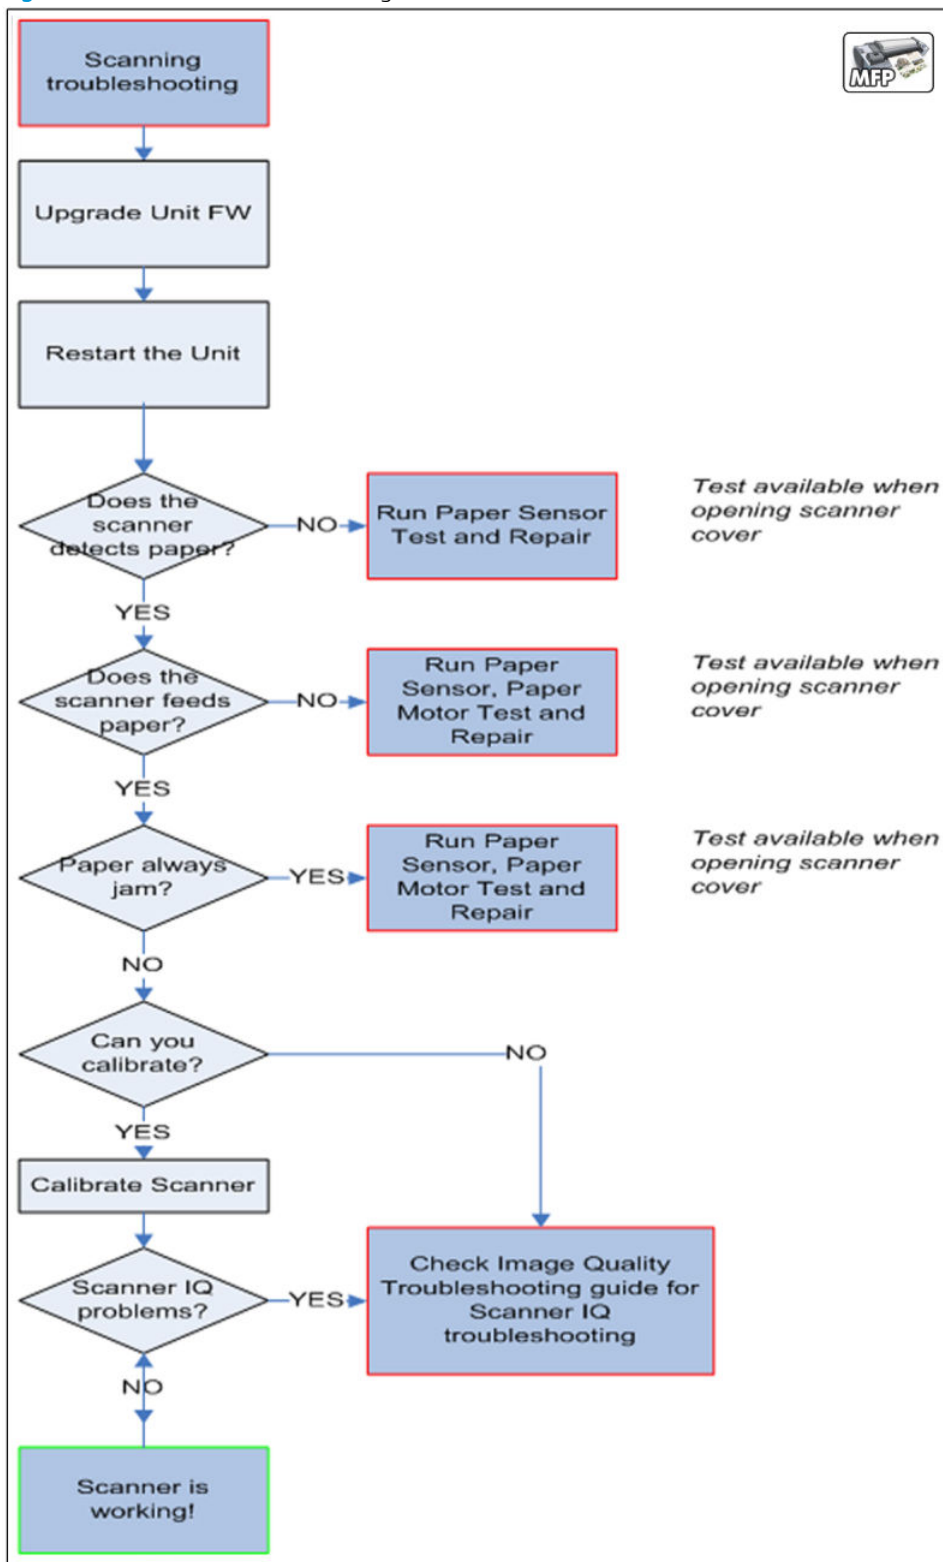 Scanning
troubleshooting
MFP
Upgrade Unit FW
Restart the Unit
Does the
scanner
detects paper?
NO
Run Paper Sensor
Test and Repair
Test available when
opening scanner
cover
YES
Does the
scanner feeds
paper?
NO
Run Paper
Sensor, Paper
Motor Test and
Repair
Test available when
opening scanner
cover
YES
Paper always
jam?
YES
Run Paper
Sensor, Paper
Motor Test and
Repair
Test available when
opening scanner
cover
NO
Can you
calibrate?
NO
YES
Calibrate Scanner
Scanner IQ
problems?
YES
Check Image Quality
Troubleshooting guide for
Scanner IQ
troubleshooting
NO
Scanner is
working!